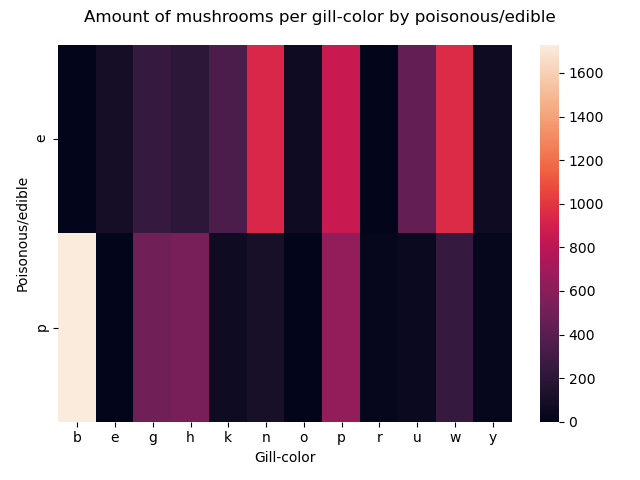 Amount of mushrooms per gill-color by poisonous/edible
Poisonous/edible
e
p
b e g h k n o p r u w y
Gill-color
1600
1400
1200
1000
800
600
400
200
0